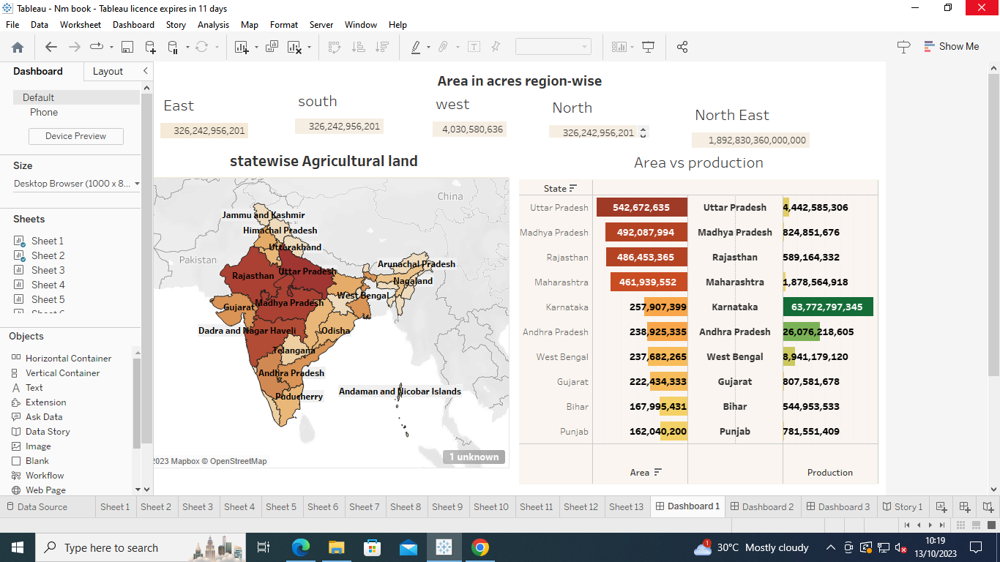 Tableau - Nm book - Tableau licence expires in 11 days
File Data Worksheet Dashboard Story Analysis Map Format Server Window Help
Show Me
Dashboard Layout
Default
Phone
Device Preview
Size
Desktop Browser (1000 x 8...
Sheets
Sheet 1
Sheet 2
Sheet 3
Sheet 4
Sheet 5
Objects
Horizontal Container
Vertical Container
Text
Extension
Ask Data
Data Story
Image
Blank
Workflow
Web Page
Area in acres region-wise
East
326,242,956,201
south
326,242,956,201
west
4,030,580,636
North
326,242,956,201
North East
1,892,830,360,000,000
statewise Agricultural land
China
Jammu and Kashmir
Himachal Pradesh
Uttarakhand
Pakistan
Arunachal Pradesh
Uttar Pradesh
Rajasthan
Nagaland
West Bengal
Madhya Pradesh
Gujarat
Dadra and Nagar Haveli
Odisha
Telangana
Andhra Pradesh
Andaman and Nicobar Islands
Puducherry
1 unknown
2023 Mapbox © OpenStreetMap
Area vs production
State
Uttar Pradesh 542,672,635 Uttar Pradesh 4,442,585,306
Madhya Pradesh 492,087,994 Madhya Pradesh 824,851,676
Rajasthan 486,453,365 Rajasthan 589,164,332
Maharashtra 461,939,552 Maharashtra 1,878,564,918
Karnataka 257,907,399 Karnataka 63,772,797,345
Andhra Pradesh 238,925,335 Andhra Pradesh 26,076,218,605
West Bengal 237,682,265 West Bengal 8,941,179,120
Gujarat 222,434,333 Gujarat 807,581,678
Bihar 167,995,431 Bihar 544,953,533
Punjab 162,040,200 Punjab 781,551,409
Area Production
Data Source Sheet 1 Sheet 2 Sheet 3 Sheet 4 Sheet 5 Sheet 6 Sheet 7 Sheet 8 Sheet 9 Sheet 10 Sheet 11 Sheet 12 Sheet 13 Dashboard 1 Dashboard 2 Dashboard 3 Story 1
Type here to search
1
30°C Mostly cloudy
10:19
13/10/2023